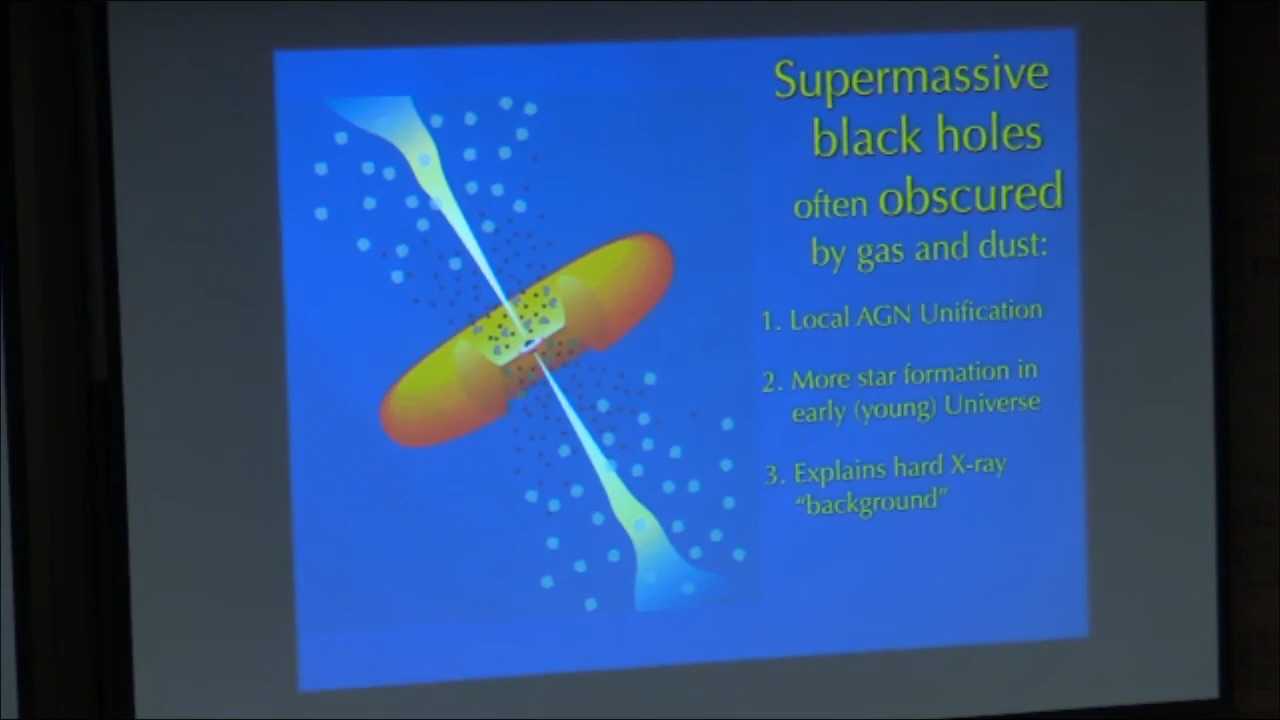 Supermassive
black holes
often obscured
by gas and dust:
1. Local AGN Unification
2. More star formation in
early (young) Universe
3. Explains hard X-ray
“background”